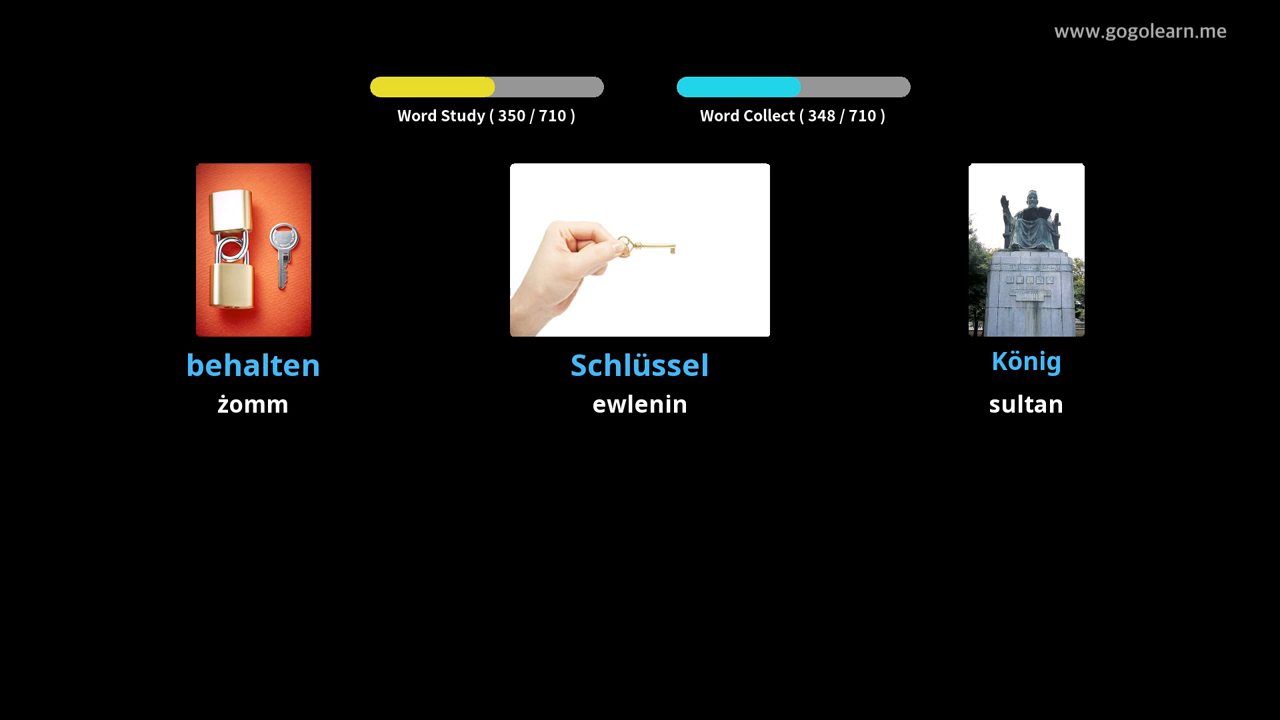 www.gogolearn.me
Word Study ( 350 / 710 )
Word Collect ( 348 / 710 )
behalten
żomm
Schlüssel
ewlenin
König
sultan